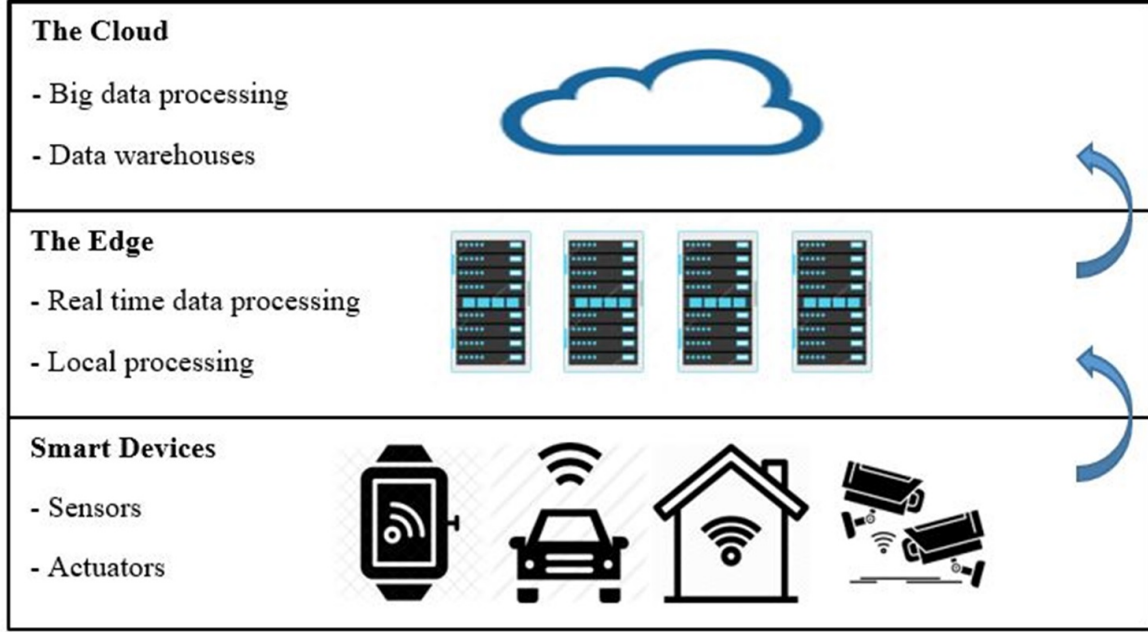 The Cloud
- Big data processing
- Data warehouses
The Edge
- Real time data processing
- Local processing
Smart Devices
- Sensors
- Actuators